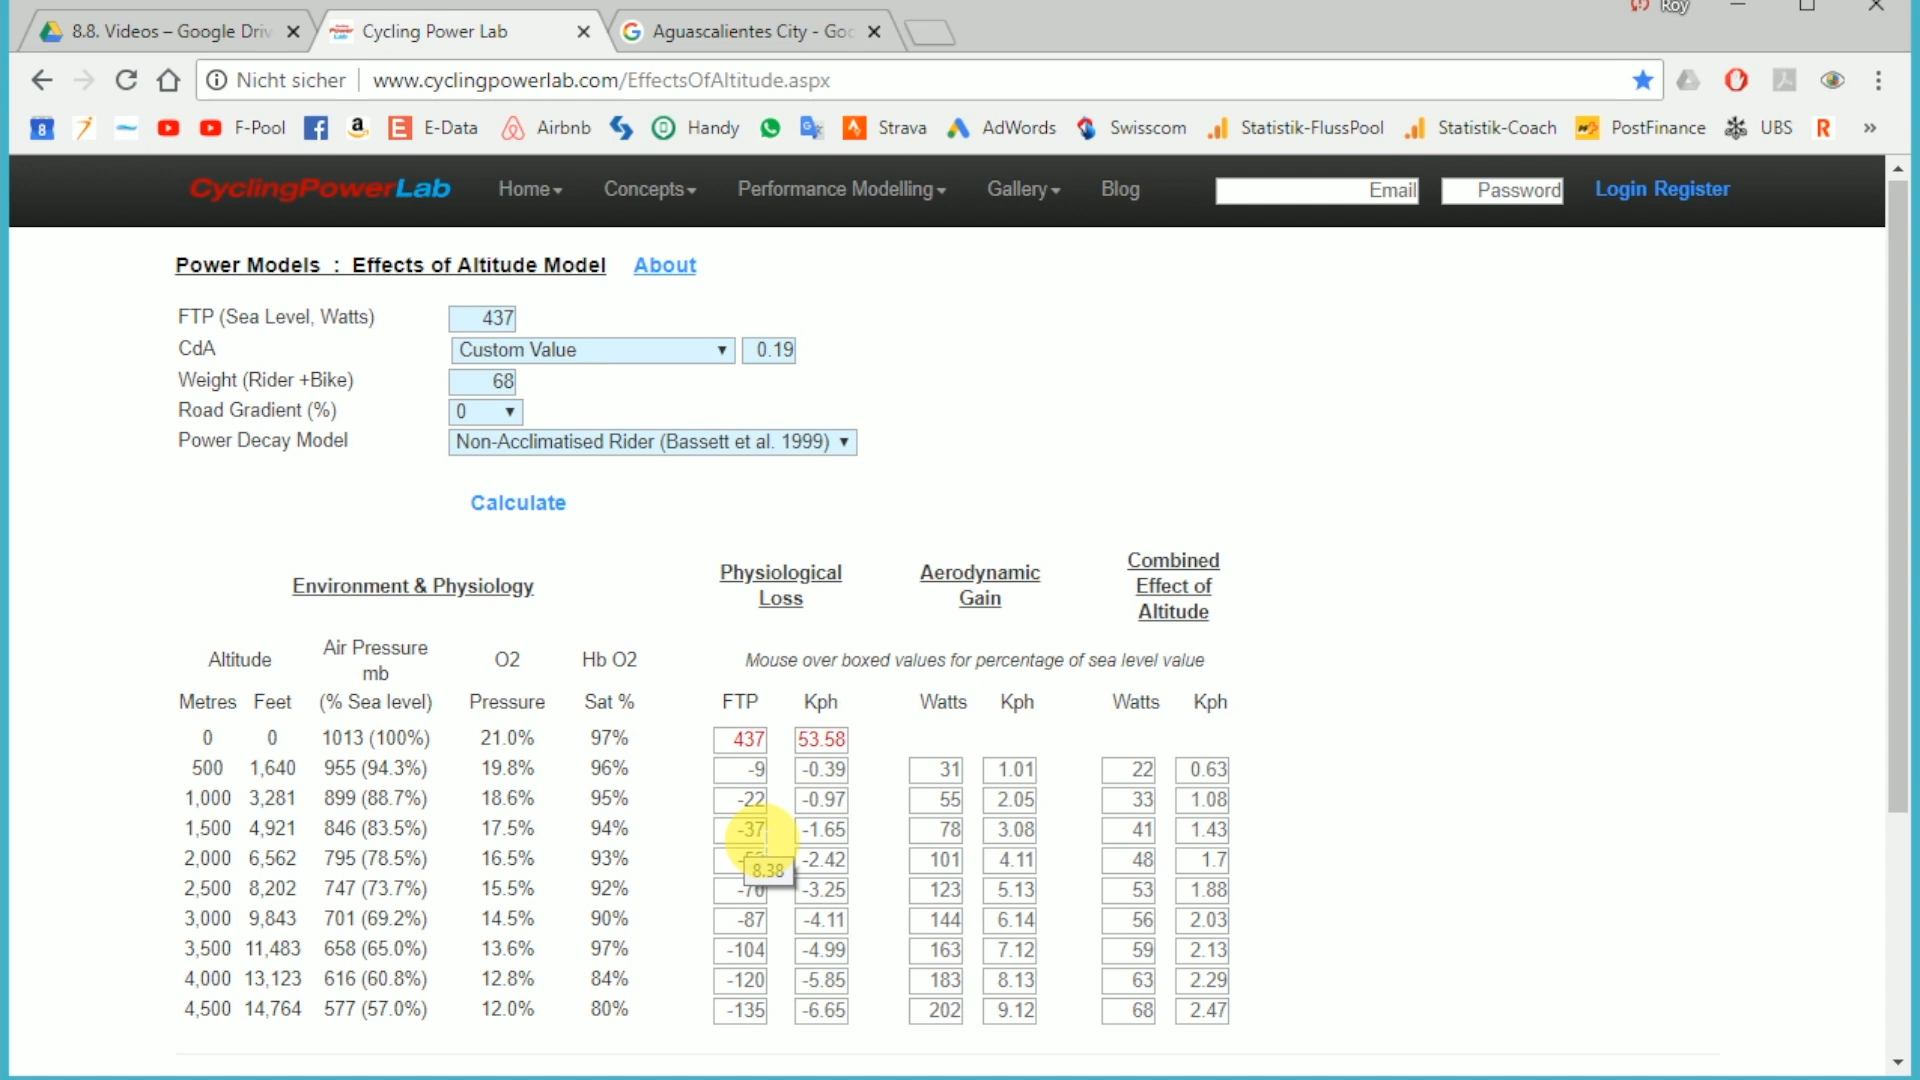 8.8. Videos – Google Driv
Cycling Power Lab
Aguascalientes City - Goo
Roy
Nicht sicher
www.cyclingpowerlab.com/EffectsOfAltitude.aspx
8 F-Pool E-Data Airbnb Handy Strava AdWords Swisscom Statistik-FlussPool Statistik-Coach PostFinance UBS R »
CyclingPowerLab Home Concepts Performance Modelling Gallery Blog Email Password Login Register
Power Models : Effects of Altitude Model About
FTP (Sea Level, Watts) 437
CdA Custom Value 0.19
Weight (Rider +Bike) 68
Road Gradient (%) 0
Power Decay Model Non-Acclimatised Rider (Bassett et al. 1999)
Calculate
Environment & Physiology
Physiological
Loss
Aerodynamic
Gain
Combined
Effect of
Altitude
Altitude
Air Pressure
mb
O2
Hb O2
Mouse over boxed values for percentage of sea level value
Metres Feet (% Sea level) Pressure Sat % FTP Kph Watts Kph Watts Kph
0 0 1013 (100%) 21.0% 97% 437 53.58
500 1,640 955 (94.3%) 19.8% 96% -9 -0.39 31 1.01 22 0.63
1,000 3,281 899 (88.7%) 18.6% 95% -22 -0.97 55 2.05 33 1.08
1,500 4,921 846 (83.5%) 17.5% 94% -37 -1.65 78 3.08 41 1.43
2,000 6,562 795 (78.5%) 16.5% 93% -2.42 101 4.11 48 1.7
8.38
2,500 8,202 747 (73.7%) 15.5% 92% -70 -3.25 123 5.13 53 1.88
3,000 9,843 701 (69.2%) 14.5% 90% -87 -4.11 144 6.14 56 2.03
3,500 11,483 658 (65.0%) 13.6% 97% -104 -4.99 163 7.12 59 2.13
4,000 13,123 616 (60.8%) 12.8% 84% -120 -5.85 183 8.13 63 2.29
4,500 14,764 577 (57.0%) 12.0% 80% -135 -6.65 202 9.12 68 2.47